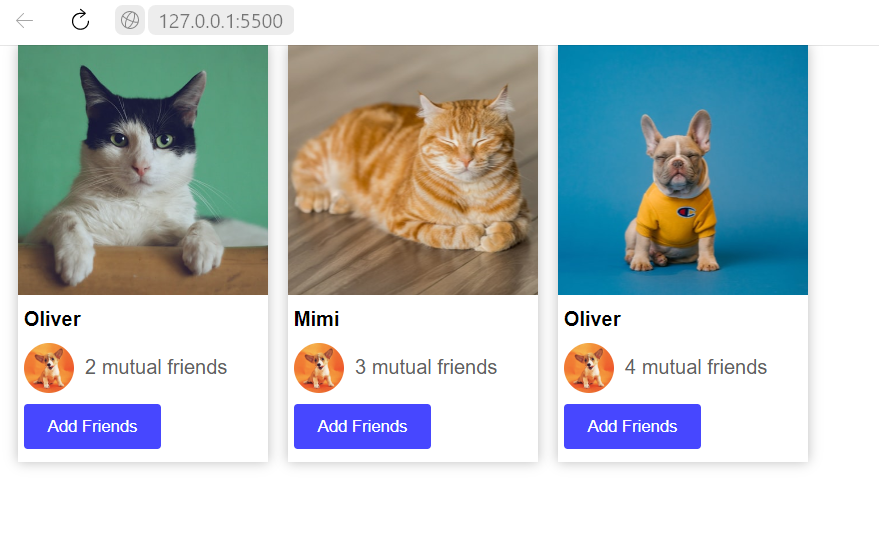 127.0.0.1:5500
Oliver
2 mutual friends
Add Friends
Mimi
3 mutual friends
Add Friends
Oliver
4 mutual friends
Add Friends